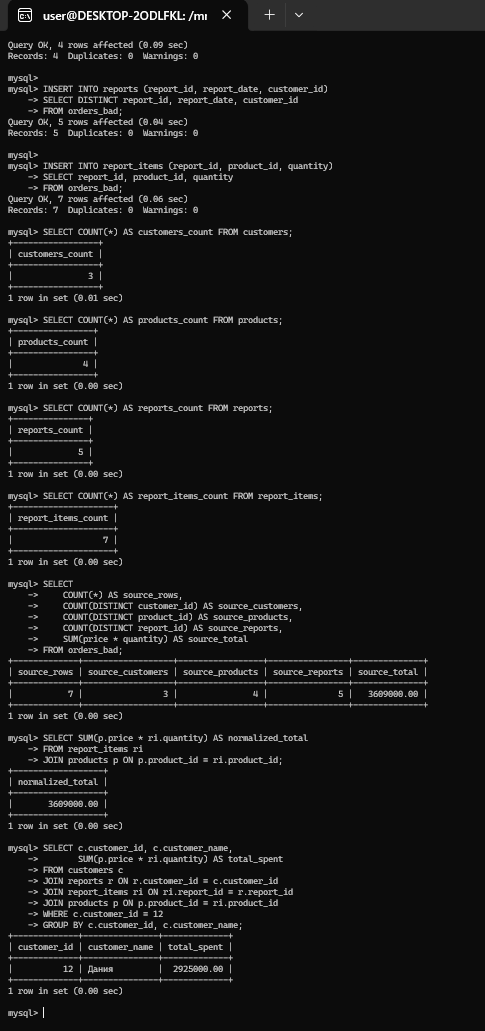 user@DESKTOP-2ODLFKL: /m
Query OK, 4 rows affected (0.09 sec)
Records: 4  Duplicates: 0  Warnings: 0
mysql>
mysql> INSERT INTO reports (report_id, report_date, customer_id)
    -> SELECT DISTINCT report_id, report_date, customer_id
    -> FROM orders_bad;
Query OK, 5 rows affected (0.04 sec)
Records: 5  Duplicates: 0  Warnings: 0
mysql>
mysql> INSERT INTO report_items (report_id, product_id, quantity)
    -> SELECT report_id, product_id, quantity
    -> FROM orders_bad;
Query OK, 7 rows affected (0.06 sec)
Records: 7  Duplicates: 0  Warnings: 0
mysql> SELECT COUNT(*) AS customers_count FROM customers;
+-----------------+
| customers_count |
+-----------------+
|               3 |
+-----------------+
1 row in set (0.01 sec)
mysql> SELECT COUNT(*) AS products_count FROM products;
+----------------+
| products_count |
+----------------+
|              4 |
+----------------+
1 row in set (0.00 sec)
mysql> SELECT COUNT(*) AS reports_count FROM reports;
+---------------+
| reports_count |
+---------------+
|             5 |
+---------------+
1 row in set (0.00 sec)
mysql> SELECT COUNT(*) AS report_items_count FROM report_items;
+--------------------+
| report_items_count |
+--------------------+
|                  7 |
+--------------------+
1 row in set (0.00 sec)
mysql> SELECT
    ->     COUNT(*) AS source_rows,
    ->     COUNT(DISTINCT customer_id) AS source_customers,
    ->     COUNT(DISTINCT product_id) AS source_products,
    ->     COUNT(DISTINCT report_id) AS source_reports,
    ->     SUM(price * quantity) AS source_total
    -> FROM orders_bad;
+-------------+------------------+-----------------+----------------+--------------+
| source_rows | source_customers | source_products | source_reports | source_total |
+-------------+------------------+-----------------+----------------+--------------+
|           7 |                3 |               4 |              5 |   3609000.00 |
+-------------+------------------+-----------------+----------------+--------------+
1 row in set (0.00 sec)
mysql> SELECT SUM(p.price * ri.quantity) AS normalized_total
    -> FROM report_items ri
    -> JOIN products p ON p.product_id = ri.product_id;
+------------------+
| normalized_total |
+------------------+
|       3609000.00 |
+------------------+
1 row in set (0.00 sec)
mysql> SELECT c.customer_id, c.customer_name,
    ->        SUM(p.price * ri.quantity) AS total_spent
    -> FROM customers c
    -> JOIN reports r ON r.customer_id = c.customer_id
    -> JOIN report_items ri ON ri.report_id = r.report_id
    -> JOIN products p ON p.product_id = ri.product_id
    -> WHERE c.customer_id = 12
    -> GROUP BY c.customer_id, c.customer_name;
+-------------+---------------+-------------+
| customer_id | customer_name | total_spent |
+-------------+---------------+-------------+
|          12 | Дания         |  2925000.00 |
+-------------+---------------+-------------+
1 row in set (0.00 sec)
mysql>